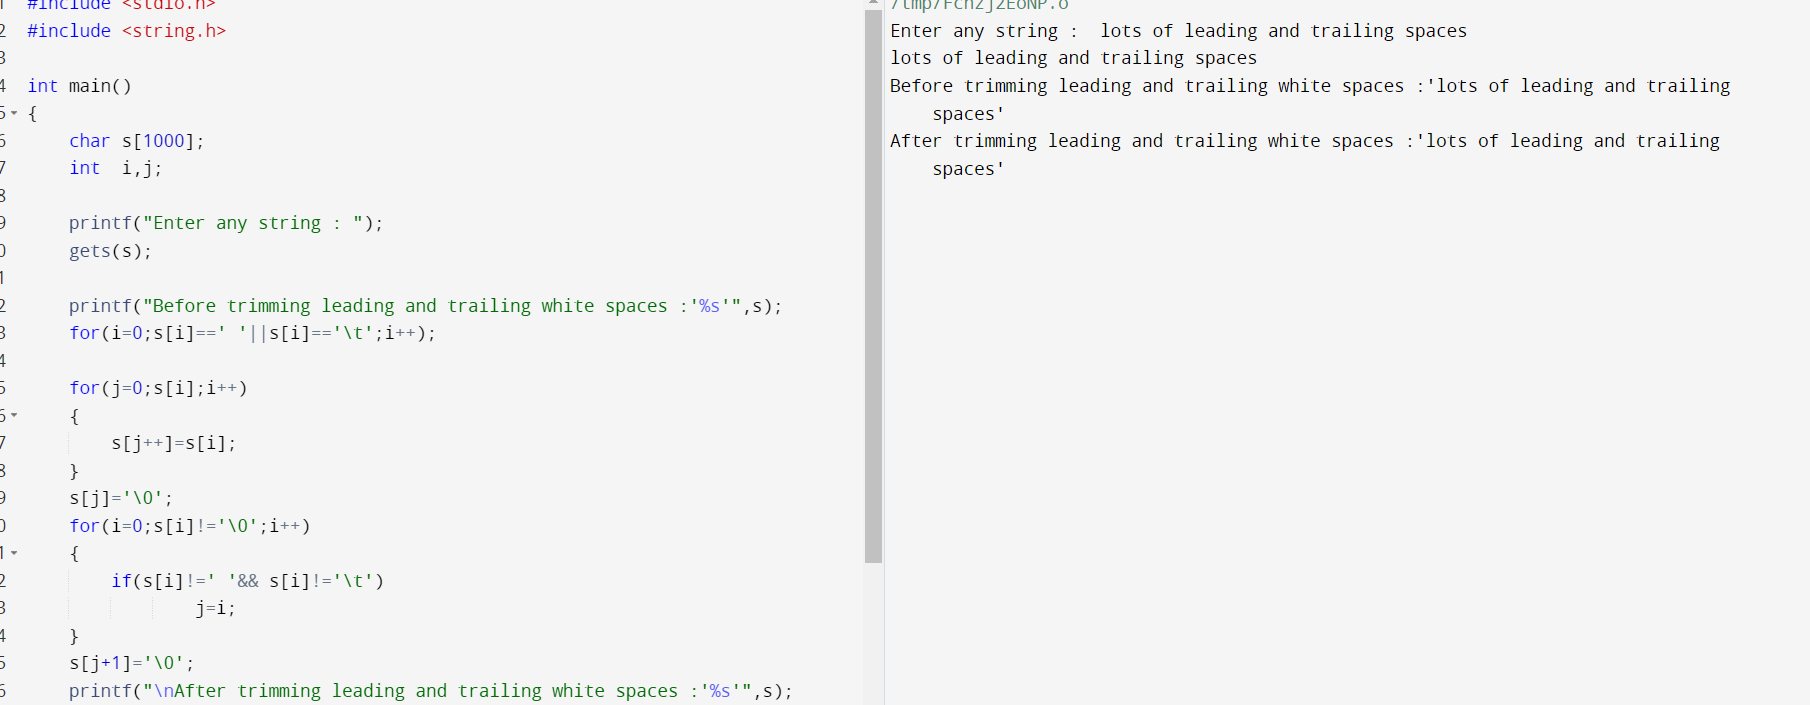 #include <stdio.h>
2 #include <string.h>
3
4 int main()
5 {
6 char s[1000];
7 int  i,j;
8
9 printf("Enter any string : ");
0 gets(s);
1
2 printf("Before trimming leading and trailing white spaces :'%s'",s);
3 for(i=0;s[i]==' '||s[i]=='\t';i++);
4
5 for(j=0;s[i];i++)
6 {
7 s[j++]=s[i];
8 }
9 s[j]='\0';
0 for(i=0;s[i]!='\0';i++)
1 {
2 if(s[i]!=' '&& s[i]!='\t')
3 j=i;
4 }
5 s[j+1]='\0';
6 printf("\nAfter trimming leading and trailing white spaces :'%s'",s);
Enter any string :  lots of leading and trailing spaces
lots of leading and trailing spaces
Before trimming leading and trailing white spaces :'lots of leading and trailing
spaces'
After trimming leading and trailing white spaces :'lots of leading and trailing
spaces'